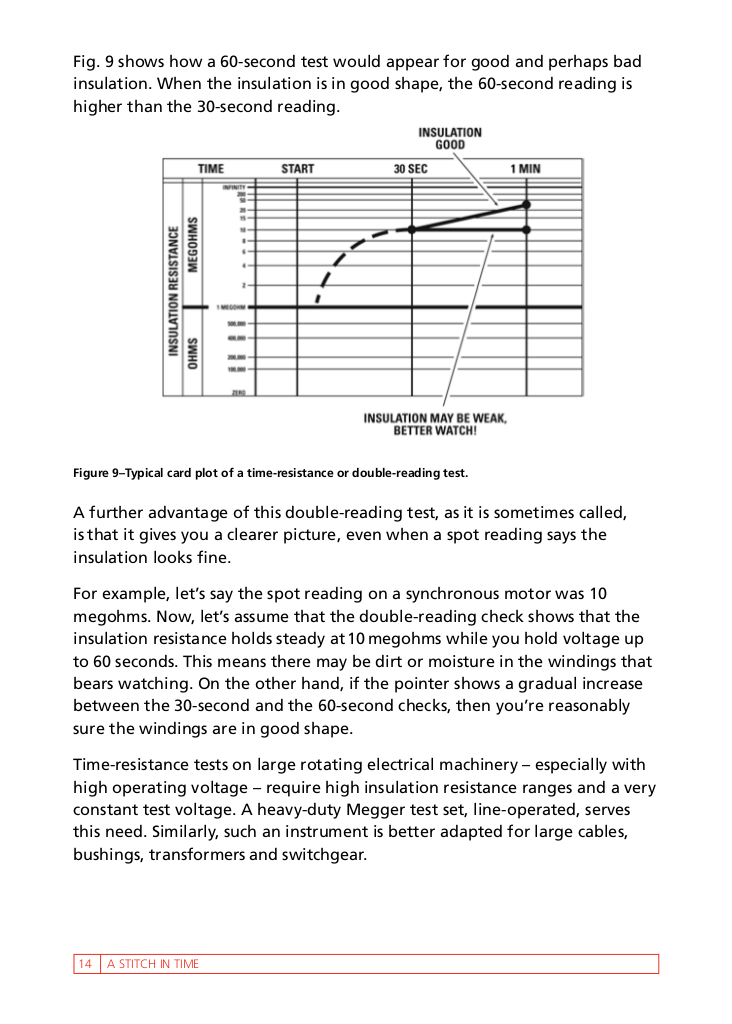 Fig. 9 shows how a 60-second test would appear for good and perhaps bad
insulation. When the insulation is in good shape, the 60-second reading is
higher than the 30-second reading.
INSULATION
GOOD
TIME START 30 SEC 1 MIN
INSULATION RESISTANCE
MEGOHMS
INFINITY
200
50
20
15
10
8
6
4
2
1 MEGOHM
OHMS
500,000
400,000
200,000
100,000
ZERO
INSULATION MAY BE WEAK,
BETTER WATCH!
Figure 9–Typical card plot of a time-resistance or double-reading test.
A further advantage of this double-reading test, as it is sometimes called,
is that it gives you a clearer picture, even when a spot reading says the
insulation looks fine.
For example, let’s say the spot reading on a synchronous motor was 10
megohms. Now, let’s assume that the double-reading check shows that the
insulation resistance holds steady at 10 megohms while you hold voltage up
to 60 seconds. This means there may be dirt or moisture in the windings that
bears watching. On the other hand, if the pointer shows a gradual increase
between the 30-second and the 60-second checks, then you’re reasonably
sure the windings are in good shape.
Time-resistance tests on large rotating electrical machinery – especially with
high operating voltage – require high insulation resistance ranges and a very
constant test voltage. A heavy-duty Megger test set, line-operated, serves
this need. Similarly, such an instrument is better adapted for large cables,
bushings, transformers and switchgear.
14 A STITCH IN TIME